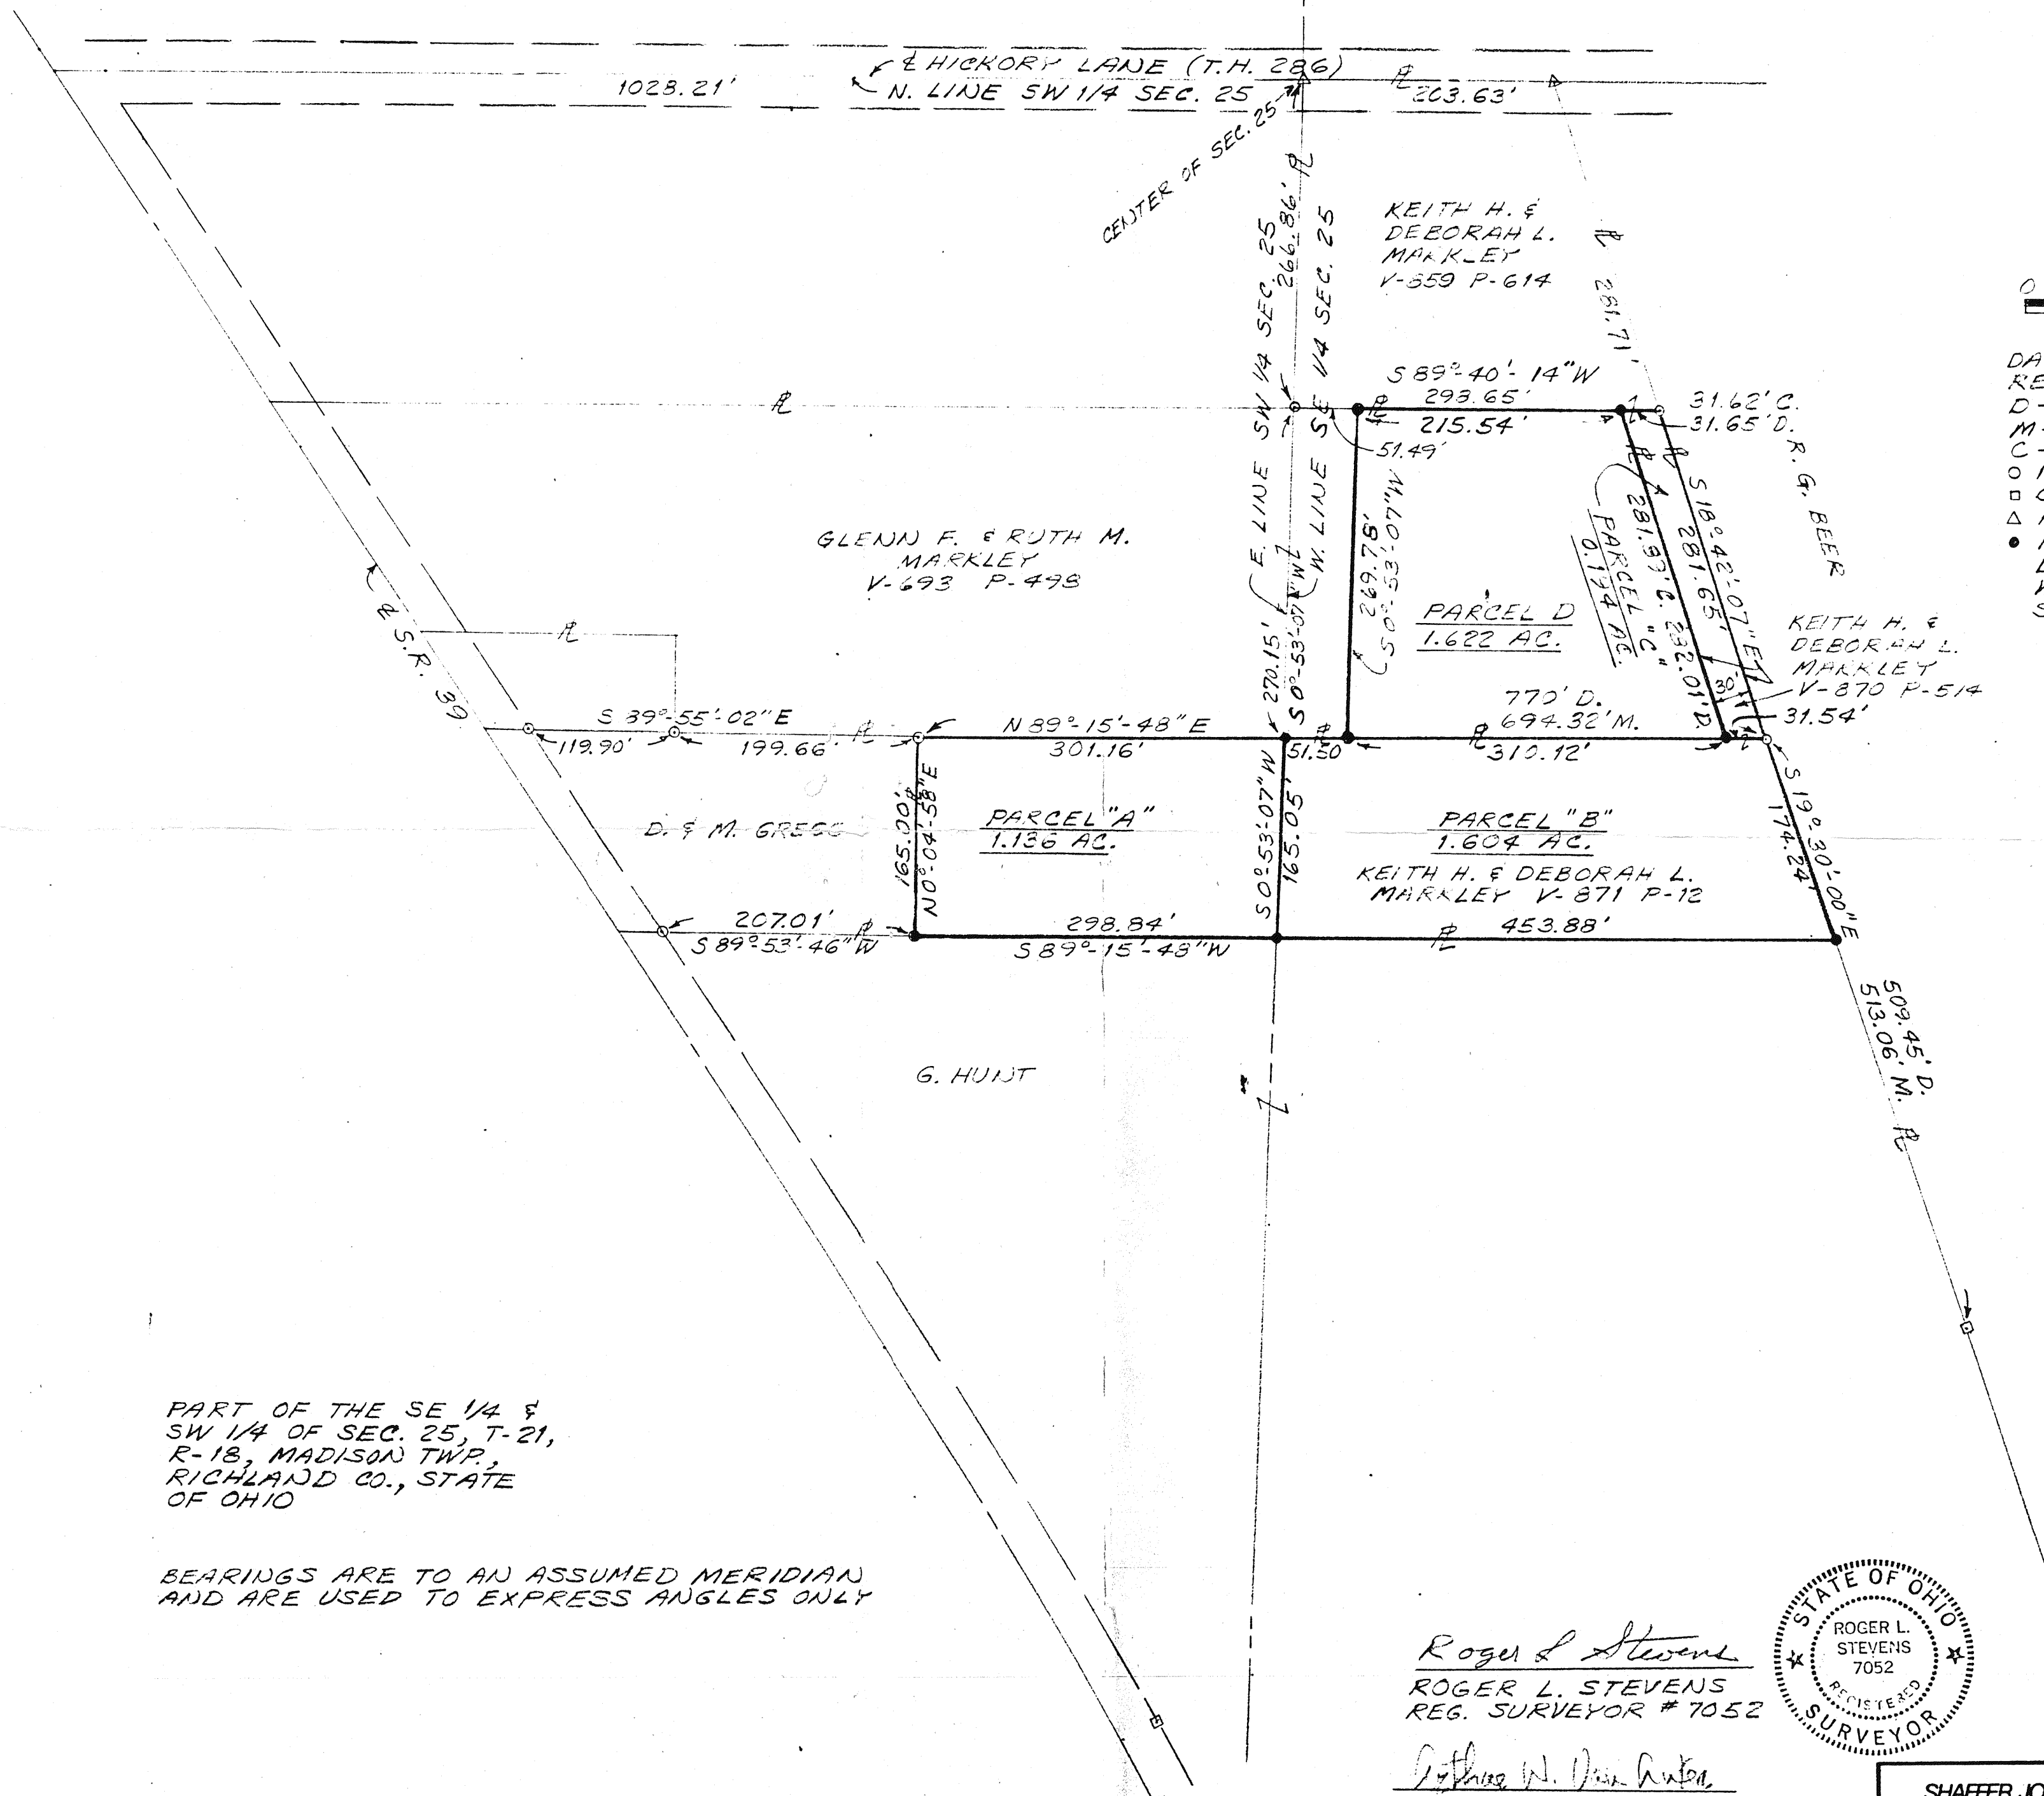 ℄ HICKORY LANE (T.H. 286)
1028.21'
N. LINE SW 1/4 SEC. 25
℄
203.63'
CENTER OF SEC. 25
266.86' ℄
E. LINE SW 1/4 SEC. 25
W. LINE SE 1/4 SEC. 25
KEITH H. &
DEBORAH L.
MARKLEY
V-859 P-614
281.71'
DA
RE
D-
M-
C-
S 89°-40'-14" W
293.65'
215.54'
51.49'
31.62' C.
31.65' D.
R. G. BEER
GLENN F. & RUTH M.
MARKLEY
V-693 P-498
270.15'
S 0°-53'-07" W
269.78'
S 0°-53'-07" W
PARCEL D
1.622 AC.
PARCEL "C"
0.194 AC.
281.89' C. 282.01' D.
S 18°-42'-07" E
281.65'
KEITH H. &
DEBORAH L.
MARKLEY
V-870 P-514
30'
31.54'
℄ S.R. 39
S 89°-55'-02" E
119.90'
199.66'
N 89°-15'-48" E
301.16'
51.50
770' D.
694.32' M.
310.12'
D. & M. GREGG
165.00'
N 0°-04'-58" E
PARCEL "A"
1.136 AC.
S 0°-53'-07" W
165.05'
PARCEL "B"
1.604 AC.
KEITH H. & DEBORAH L.
MARKLEY V-871 P-12
S 19°-30'-00" E
174.24'
207.01'
S 89°-53'-46" W
298.84'
S 89°-15'-48" W
453.88'
509.45' D.
513.06' M.
G. HUNT
PART OF THE SE 1/4 &
SW 1/4 OF SEC. 25, T-21,
R-18, MADISON TWP.,
RICHLAND CO., STATE
OF OHIO
BEARINGS ARE TO AN ASSUMED MERIDIAN
AND ARE USED TO EXPRESS ANGLES ONLY
Roger L Stevens
ROGER L. STEVENS
REG. SURVEYOR # 7052
STATE OF OHIO
ROGER L.
STEVENS
7052
REGISTERED
SURVEYOR
SHAFFER, JO